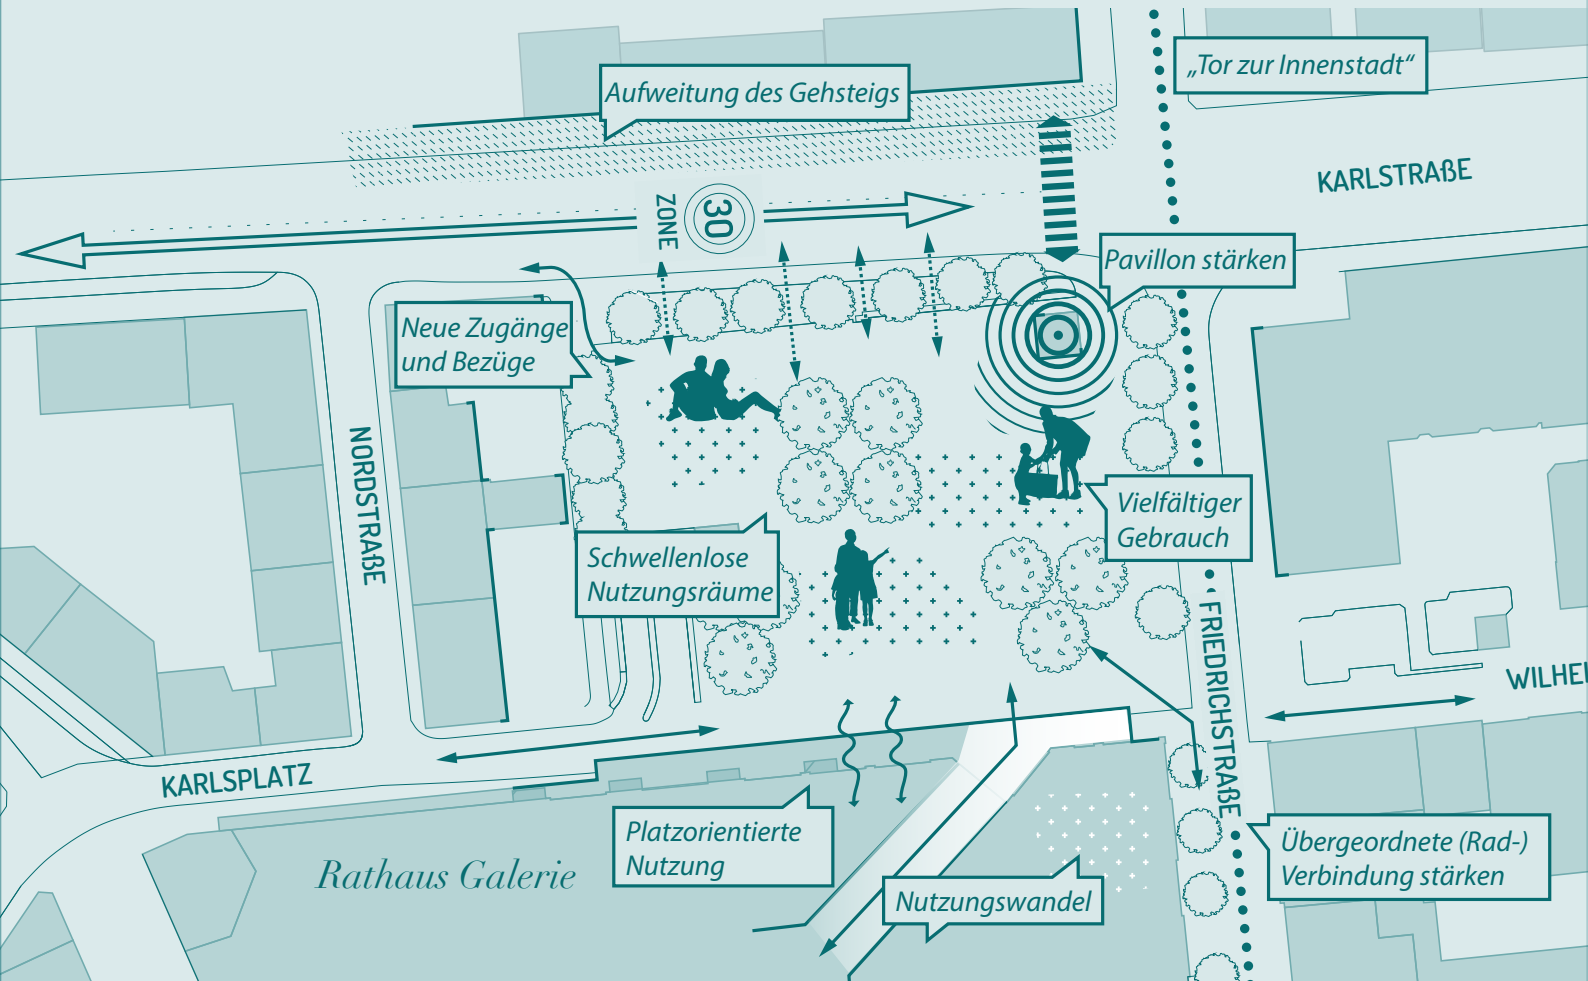 „Tor zur Innenstadt“
Aufweitung des Gehsteigs
KARLSTRAßE
ZONE
30
Pavillon stärken
Neue Zugänge
und Bezüge
NORDSTRAßE
Vielfältiger
Gebrauch
Schwellenlose
Nutzungsräume
FRIEDRICHSTRAßE
WILHE
KARLSPLATZ
Platzorientierte
Nutzung
Übergeordnete (Rad-)
Verbindung stärken
Rathaus Galerie
Nutzungswandel